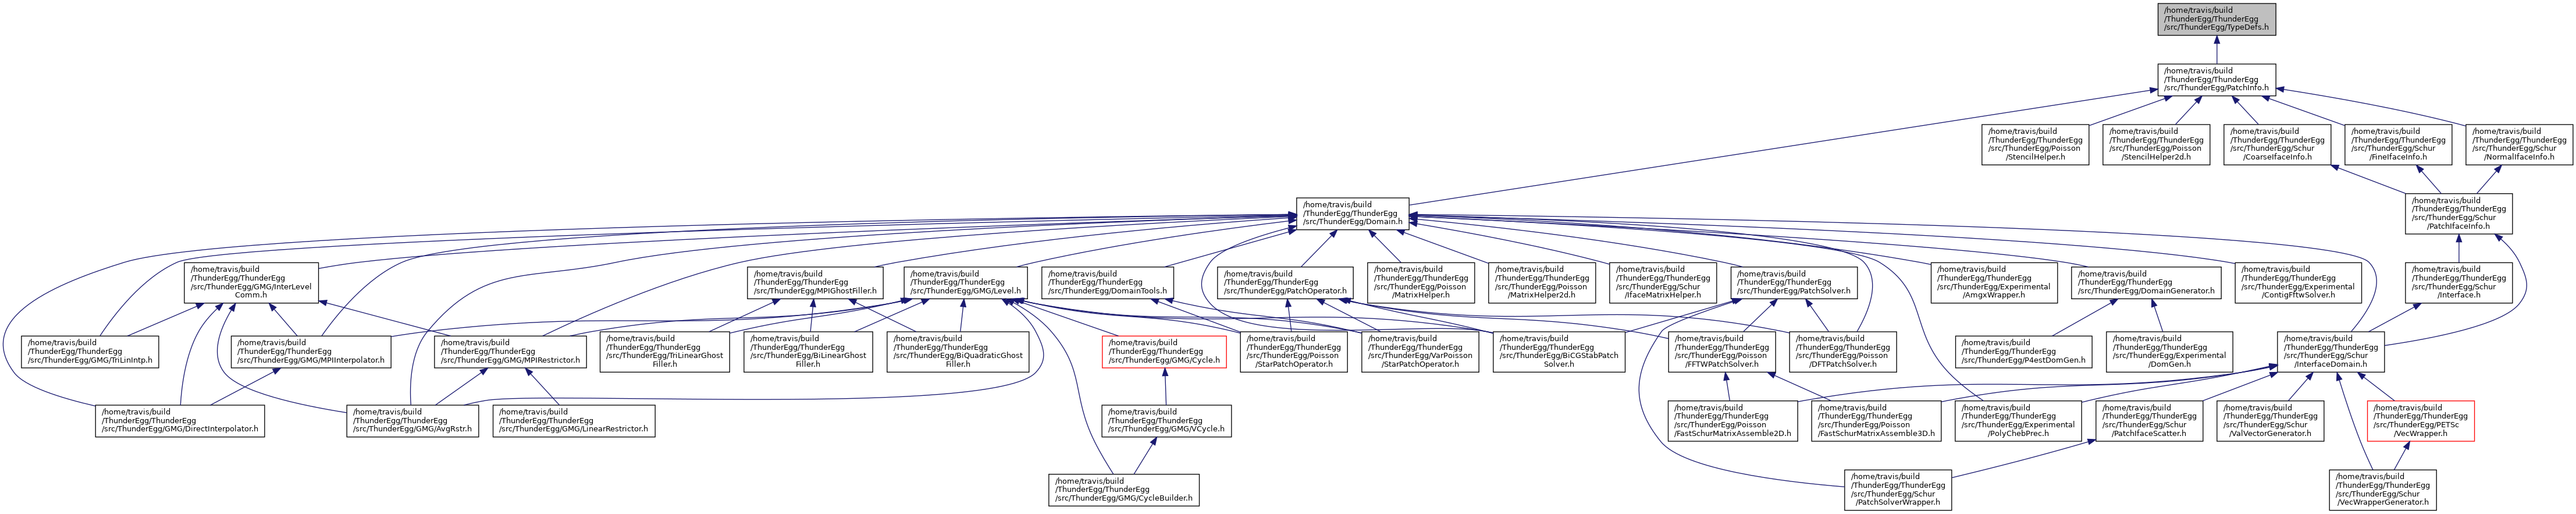 /home/travis/build
/ThunderEgg/ThunderEgg
/src/ThunderEgg/TypeDefs.h
/home/travis/build
/ThunderEgg/ThunderEgg
/src/ThunderEgg/PatchInfo.h
/home/travis/build
/ThunderEgg/ThunderEgg
/src/ThunderEgg/Poisson
/StencilHelper.h
/home/travis/build
/ThunderEgg/ThunderEgg
/src/ThunderEgg/Poisson
/StencilHelper2d.h
/home/travis/build
/ThunderEgg/ThunderEgg
/src/ThunderEgg/Schur
/CoarseIfaceInfo.h
/home/travis/build
/ThunderEgg/ThunderEgg
/src/ThunderEgg/Schur
/FineIfaceInfo.h
/home/travis/build
/ThunderEgg/ThunderEgg
/src/ThunderEgg/Schur
/NormalIfaceInfo.h
/home/travis/build
/ThunderEgg/ThunderEgg
/src/ThunderEgg/Domain.h
/home/travis/build
/ThunderEgg/ThunderEgg
/src/ThunderEgg/Schur
/PatchIfaceInfo.h
/home/travis/build
/ThunderEgg/ThunderEgg
/src/ThunderEgg/GMG/InterLevel
Comm.h
/home/travis/build
/ThunderEgg/ThunderEgg
/src/ThunderEgg/MPIGhostFiller.h
/home/travis/build
/ThunderEgg/ThunderEgg
/src/ThunderEgg/GMG/Level.h
/home/travis/build
/ThunderEgg/ThunderEgg
/src/ThunderEgg/DomainTools.h
/home/travis/build
/ThunderEgg/ThunderEgg
/src/ThunderEgg/PatchOperator.h
/home/travis/build
/ThunderEgg/ThunderEgg
/src/ThunderEgg/Poisson
/MatrixHelper.h
/home/travis/build
/ThunderEgg/ThunderEgg
/src/ThunderEgg/Poisson
/MatrixHelper2d.h
/home/travis/build
/ThunderEgg/ThunderEgg
/src/ThunderEgg/Schur
/IfaceMatrixHelper.h
/home/travis/build
/ThunderEgg/ThunderEgg
/src/ThunderEgg/PatchSolver.h
/home/travis/build
/ThunderEgg/ThunderEgg
/src/ThunderEgg/Experimental
/AmgxWrapper.h
/home/travis/build
/ThunderEgg/ThunderEgg
/src/ThunderEgg/DomainGenerator.h
/home/travis/build
/ThunderEgg/ThunderEgg
/src/ThunderEgg/Experimental
/ContigFftwSolver.h
/home/travis/build
/ThunderEgg/ThunderEgg
/src/ThunderEgg/Schur
/Interface.h
/home/travis/build
/ThunderEgg/ThunderEgg
/src/ThunderEgg/GMG/TriLinIntp.h
/home/travis/build
/ThunderEgg/ThunderEgg
/src/ThunderEgg/GMG/MPIInterpolator.h
/home/travis/build
/ThunderEgg/ThunderEgg
/src/ThunderEgg/GMG/MPIRestrictor.h
/home/travis/build
/ThunderEgg/ThunderEgg
/src/ThunderEgg/TriLinearGhost
Filler.h
/home/travis/build
/ThunderEgg/ThunderEgg
/src/ThunderEgg/BiLinearGhost
Filler.h
/home/travis/build
/ThunderEgg/ThunderEgg
/src/ThunderEgg/BiQuadraticGhost
Filler.h
/home/travis/build
/ThunderEgg/ThunderEgg
/src/ThunderEgg/GMG/Cycle.h
/home/travis/build
/ThunderEgg/ThunderEgg
/src/ThunderEgg/Poisson
/StarPatchOperator.h
/home/travis/build
/ThunderEgg/ThunderEgg
/src/ThunderEgg/VarPoisson
/StarPatchOperator.h
/home/travis/build
/ThunderEgg/ThunderEgg
/src/ThunderEgg/BiCGStabPatch
Solver.h
/home/travis/build
/ThunderEgg/ThunderEgg
/src/ThunderEgg/Poisson
/FFTWPatchSolver.h
/home/travis/build
/ThunderEgg/ThunderEgg
/src/ThunderEgg/Poisson
/DFTPatchSolver.h
/home/travis/build
/ThunderEgg/ThunderEgg
/src/ThunderEgg/P4estDomGen.h
/home/travis/build
/ThunderEgg/ThunderEgg
/src/ThunderEgg/Experimental
/DomGen.h
/home/travis/build
/ThunderEgg/ThunderEgg
/src/ThunderEgg/Schur
/InterfaceDomain.h
/home/travis/build
/ThunderEgg/ThunderEgg
/src/ThunderEgg/GMG/DirectInterpolator.h
/home/travis/build
/ThunderEgg/ThunderEgg
/src/ThunderEgg/GMG/AvgRstr.h
/home/travis/build
/ThunderEgg/ThunderEgg
/src/ThunderEgg/GMG/LinearRestrictor.h
/home/travis/build
/ThunderEgg/ThunderEgg
/src/ThunderEgg/GMG/VCycle.h
/home/travis/build
/ThunderEgg/ThunderEgg
/src/ThunderEgg/Poisson
/FastSchurMatrixAssemble2D.h
/home/travis/build
/ThunderEgg/ThunderEgg
/src/ThunderEgg/Poisson
/FastSchurMatrixAssemble3D.h
/home/travis/build
/ThunderEgg/ThunderEgg
/src/ThunderEgg/Experimental
/PolyChebPrec.h
/home/travis/build
/ThunderEgg/ThunderEgg
/src/ThunderEgg/Schur
/PatchIfaceScatter.h
/home/travis/build
/ThunderEgg/ThunderEgg
/src/ThunderEgg/Schur
/ValVectorGenerator.h
/home/travis/build
/ThunderEgg/ThunderEgg
/src/ThunderEgg/PETSc
/VecWrapper.h
/home/travis/build
/ThunderEgg/ThunderEgg
/src/ThunderEgg/GMG/CycleBuilder.h
/home/travis/build
/ThunderEgg/ThunderEgg
/src/ThunderEgg/Schur
/PatchSolverWrapper.h
/home/travis/build
/ThunderEgg/ThunderEgg
/src/ThunderEgg/Schur
/VecWrapperGenerator.h